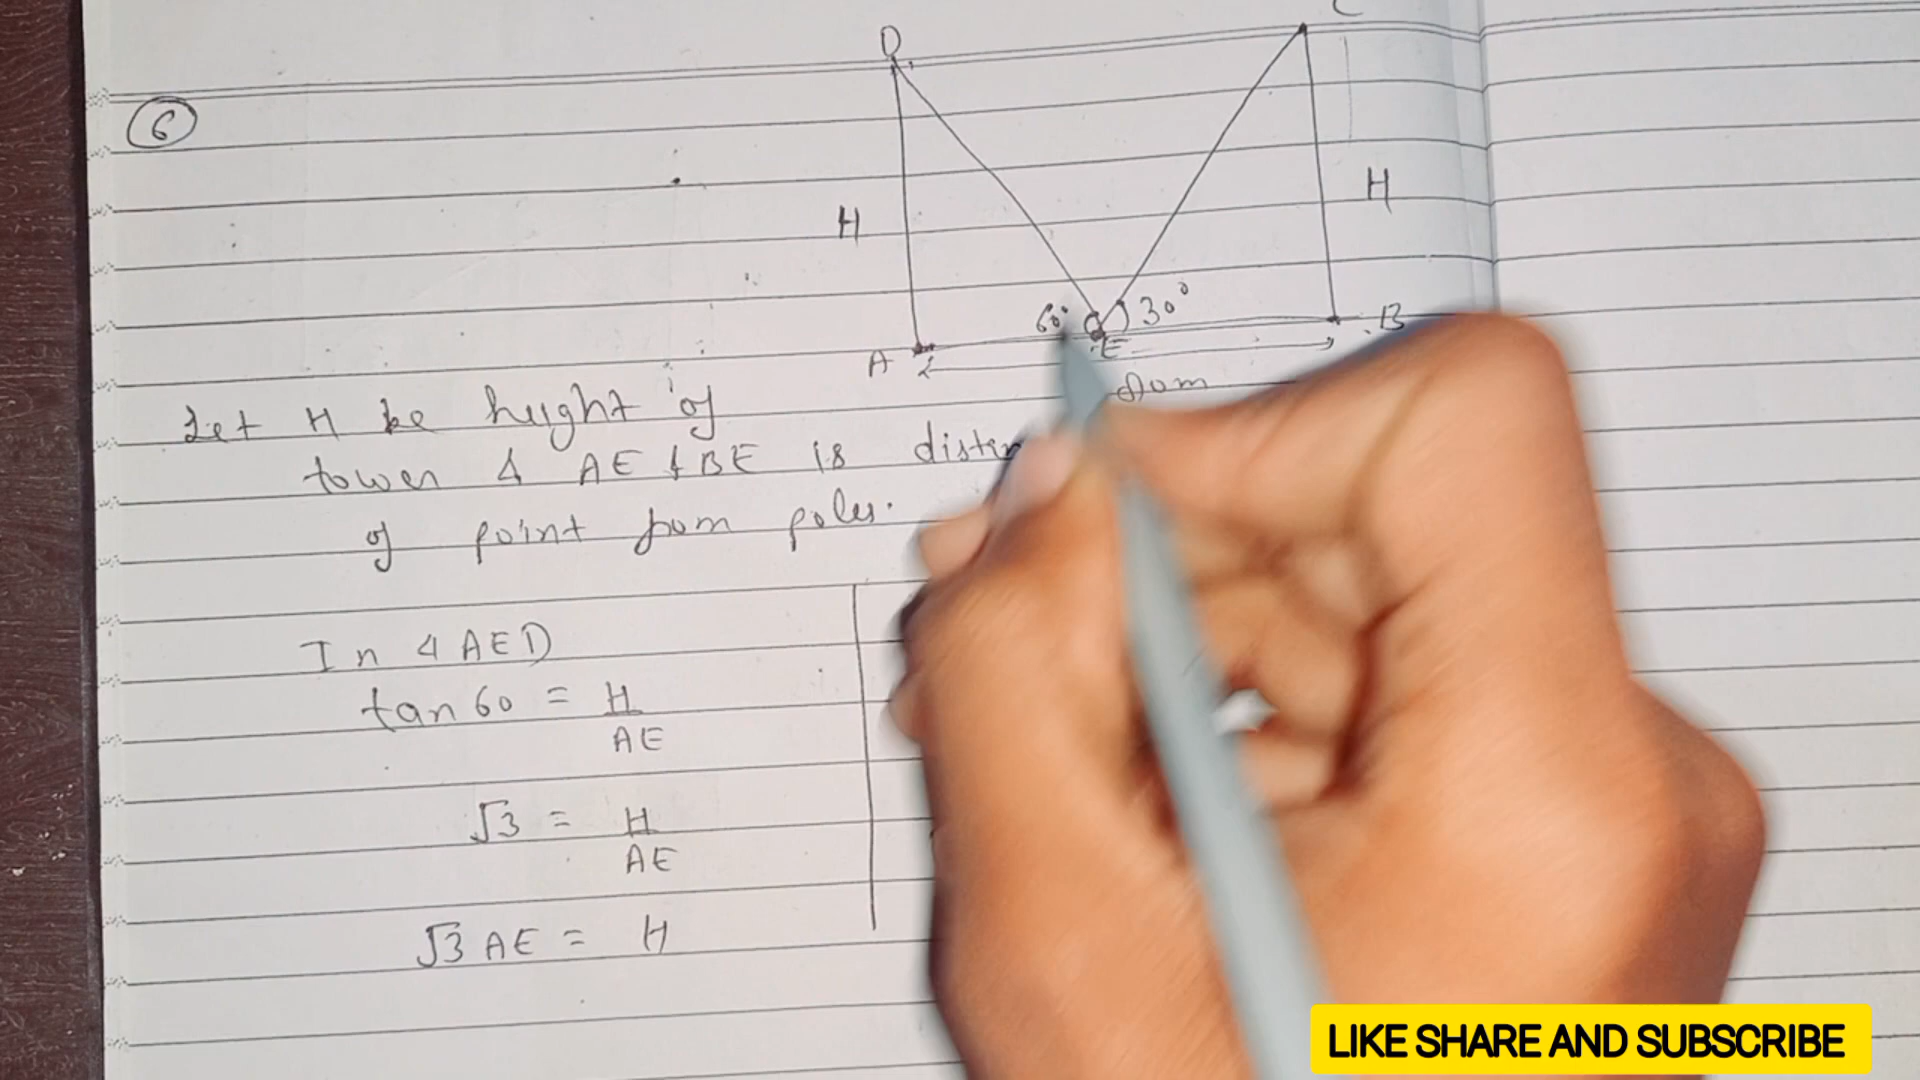 D
C
6
H
H
60°
30°
A
E
B
Let H be height of
tower & AE & BE is
of point from poles.
In △ AED
tan 60 = H
AE
√3 = H
AE
√3 AE = H
LIKE SHARE AND SUBSCRIBE